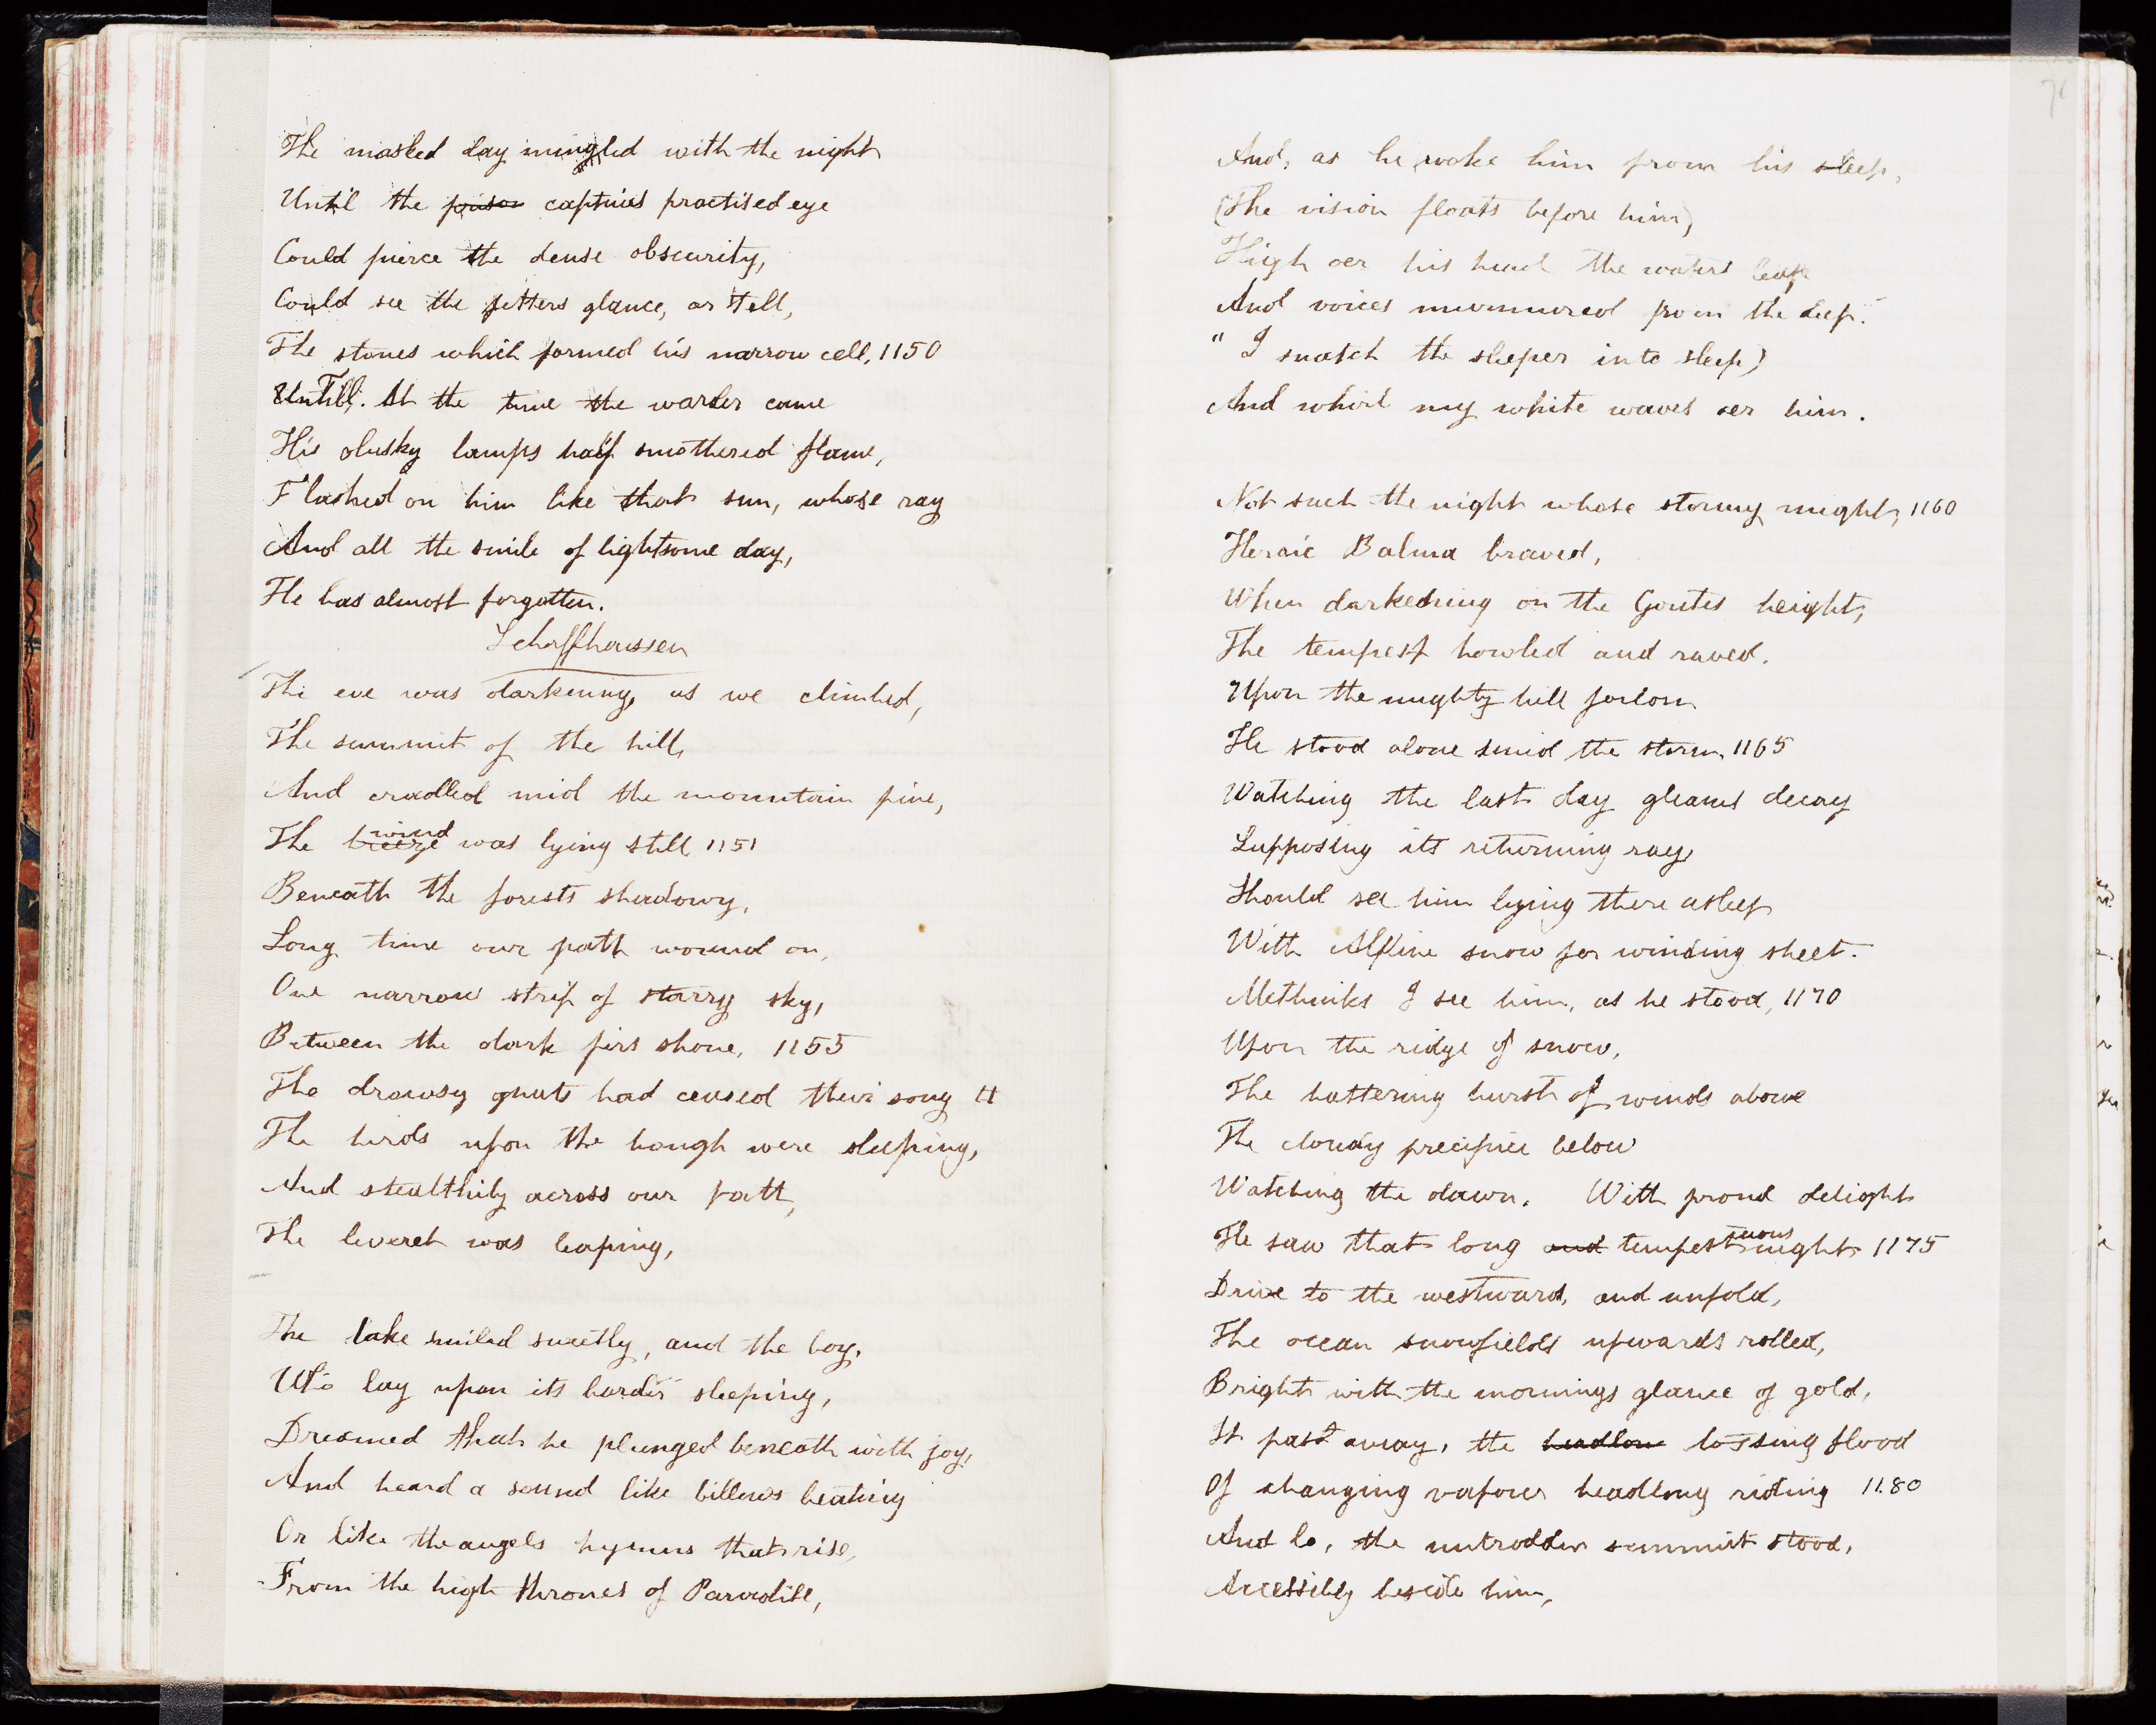 The masked day mingled with the night
Until the prison captives practised eye
Could pierce the dense obscurity,
Could see the fetters glance, or tell,
The stones which formed his narrow cell, 1150
Until. At the time the warder came
His dusky lamps half smothered flame,
Flashed on him like that sun, whose ray
And all the smile of lightsome day,
He has almost forgotten.
Schaffhaussen
The eve was darkening, as we climbed,
The summit of the hill,
And cradled mid the mountain pine,
The breeze wind was lying still 1151
Beneath the forests shadowy,
Long time our path wound on,
One narrow strip of starry sky,
Between the dark firs shone, 1155
The drowsy gnats had ceased their song
The birds upon the bough were sleeping,
And stealthily across our path,
The leveret was leaping,
The lake smiled sweetly, and the boy,
Who lay upon its border sleeping,
Dreamed that he plunged beneath with joy,
And heard a sound like billows beating
Or like the angels hymns that rise,
From the high thrones of Paradise,
And, as he woke him from his sleep,
(The vision floats before him)
High oer his head the waters leap
And voices murmured from the deep.
" I snatch the sleeper into sleep)
And whirl my white waves oer him.
Not such the night whose stormy might, 1160
Heroic Balma braved,
When darkedning on the Goutes height,
The tempest howled and raved.
Upon the mighty hill forlorn
He stood alone amid the storm 1165
Watching the last day gleams decay
Supposing its returning ray,
Should see him lying there asleep
With Alpine snow for winding sheet.
Methinks I see him, as he stood, 1170
Upon the ridge of snow,
The battering burst of winds above
The cloudy precipice below
Watching the dawn. With proud delight
He saw that long and tempestuous night 1175
Drive to the westward, and unfold,
The ocean snowfields upwards rolled,
Bright with the mornings glance of gold,
It past away, the headlon tossing flood
Of changing vapour headlong riding 1180
And lo, the untrodden summit stood,
Accessibly beside him,